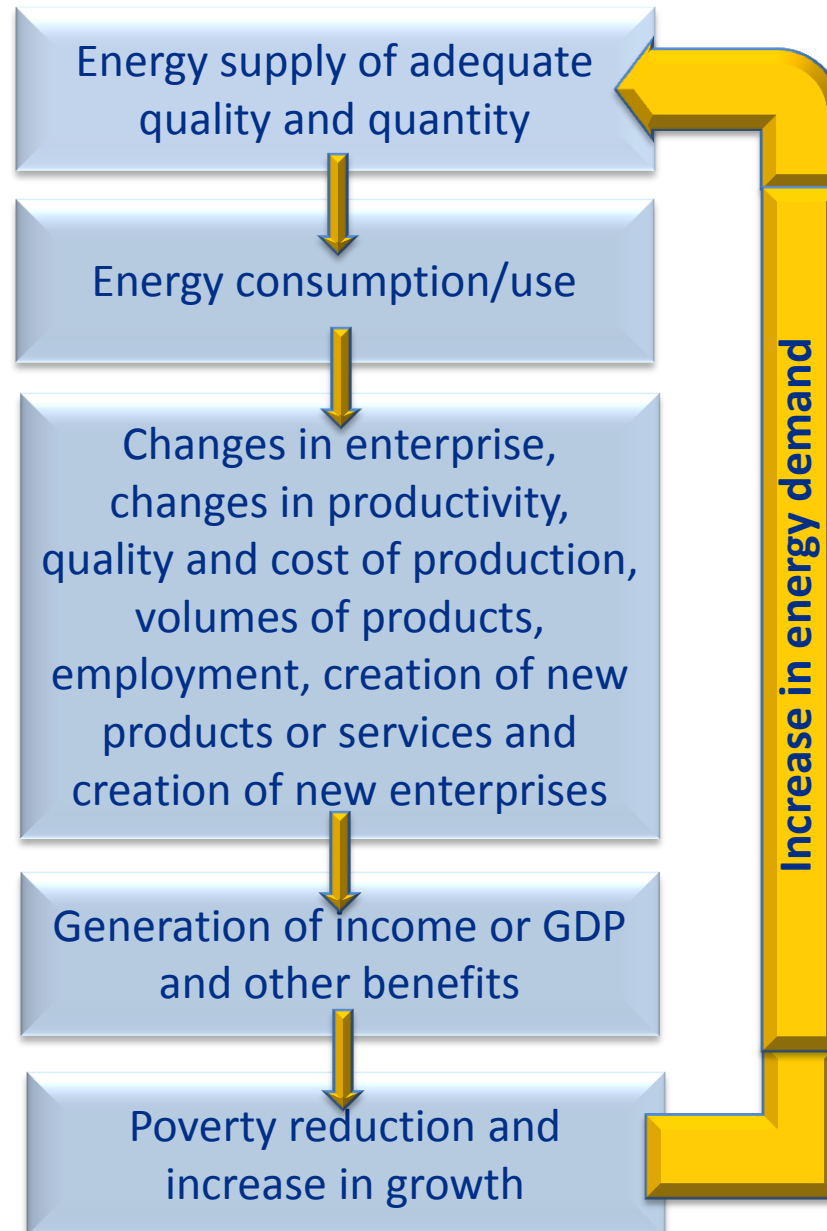 Energy supply of adequate
quality and quantity
Energy consumption/use
Changes in enterprise,
changes in productivity,
quality and cost of production,
volumes of products,
employment, creation of new
products or services and
creation of new enterprises
Generation of income or GDP
and other benefits
Poverty reduction and
increase in growth
Increase in energy demand